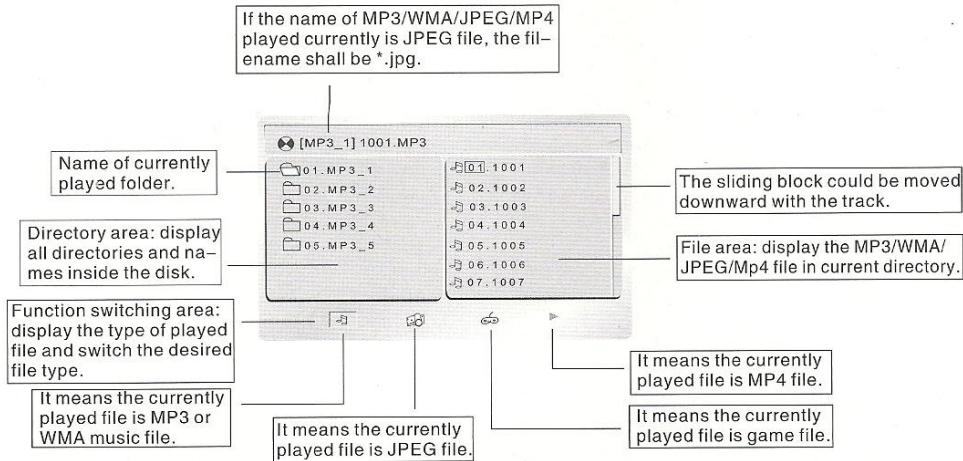 If the name of MP3/WMA/JPEG/MP4
played currently is JPEG file, the fil-
ename shall be *.jpg.
[MP3_1] 1001.MP3
Name of currently
played folder.
01.MP3_1
02.MP3_2
03.MP3_3
04.MP3_4
05.MP3_5
01.1001
02.1002
03.1003
04.1004
05.1005
06.1006
07.1007
The sliding block could be moved
downward with the track.
Directory area: display
all directories and na-
mes inside the disk.
File area: display the MP3/WMA/
JPEG/Mp4 file in current directory.
Function switching area:
display the type of played
file and switch the desired
file type.
It means the currently
played file is MP3 or
WMA music file.
It means the currently
played file is JPEG file.
It means the currently
played file is MP4 file.
It means the currently
played file is game file.